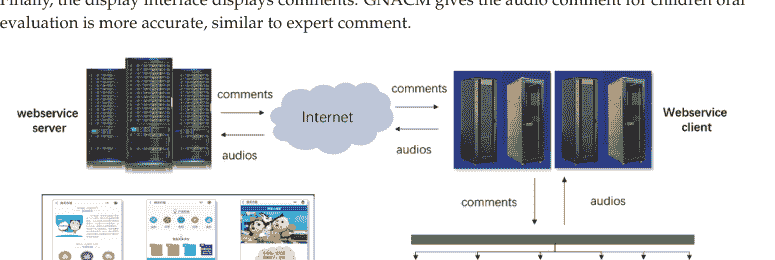 Finally, the display interface displays comments. GNACM gives the audio comment for children oral
evaluation is more accurate, similar to expert comment.
webservice
server
comments
audios
Internet
comments
audios
Webservice
client
comments
audios